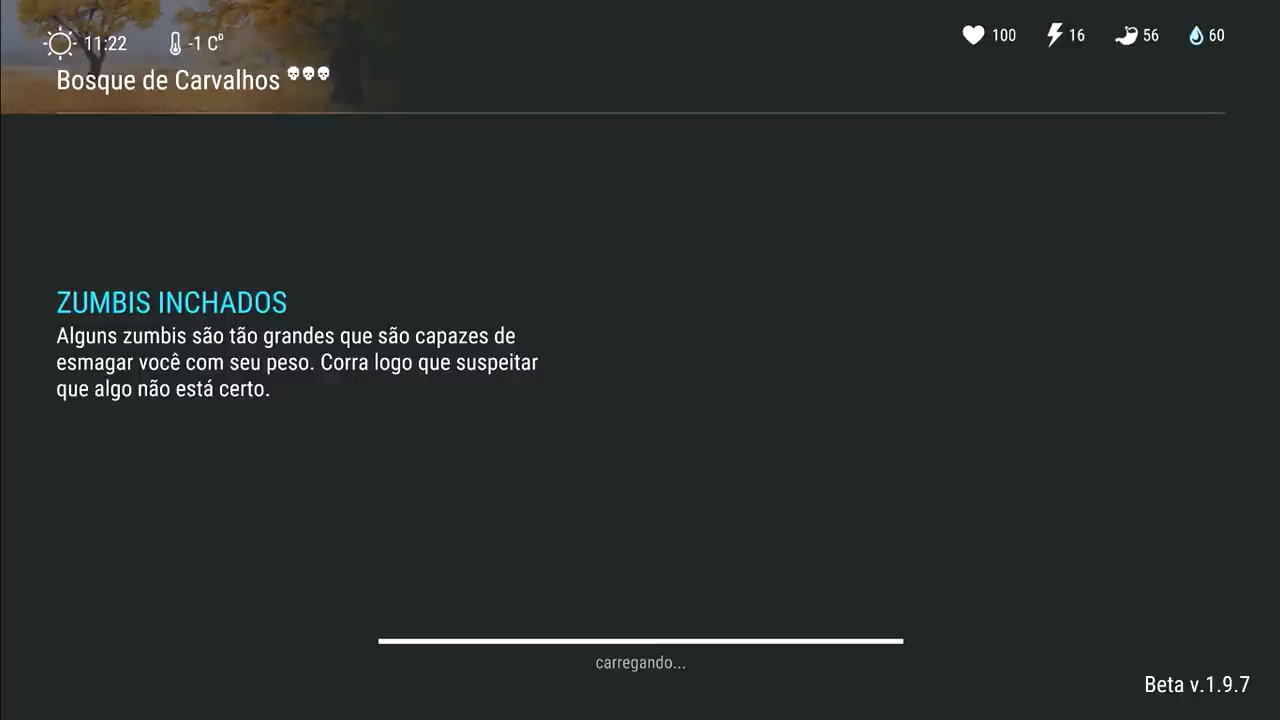 11:22
-1 C°
100
16
56
60
Bosque de Carvalhos
ZUMBIS INCHADOS
Alguns zumbis são tão grandes que são capazes de
esmagar você com seu peso. Corra logo que suspeitar
que algo não está certo.
carregando...
Beta v.1.9.7